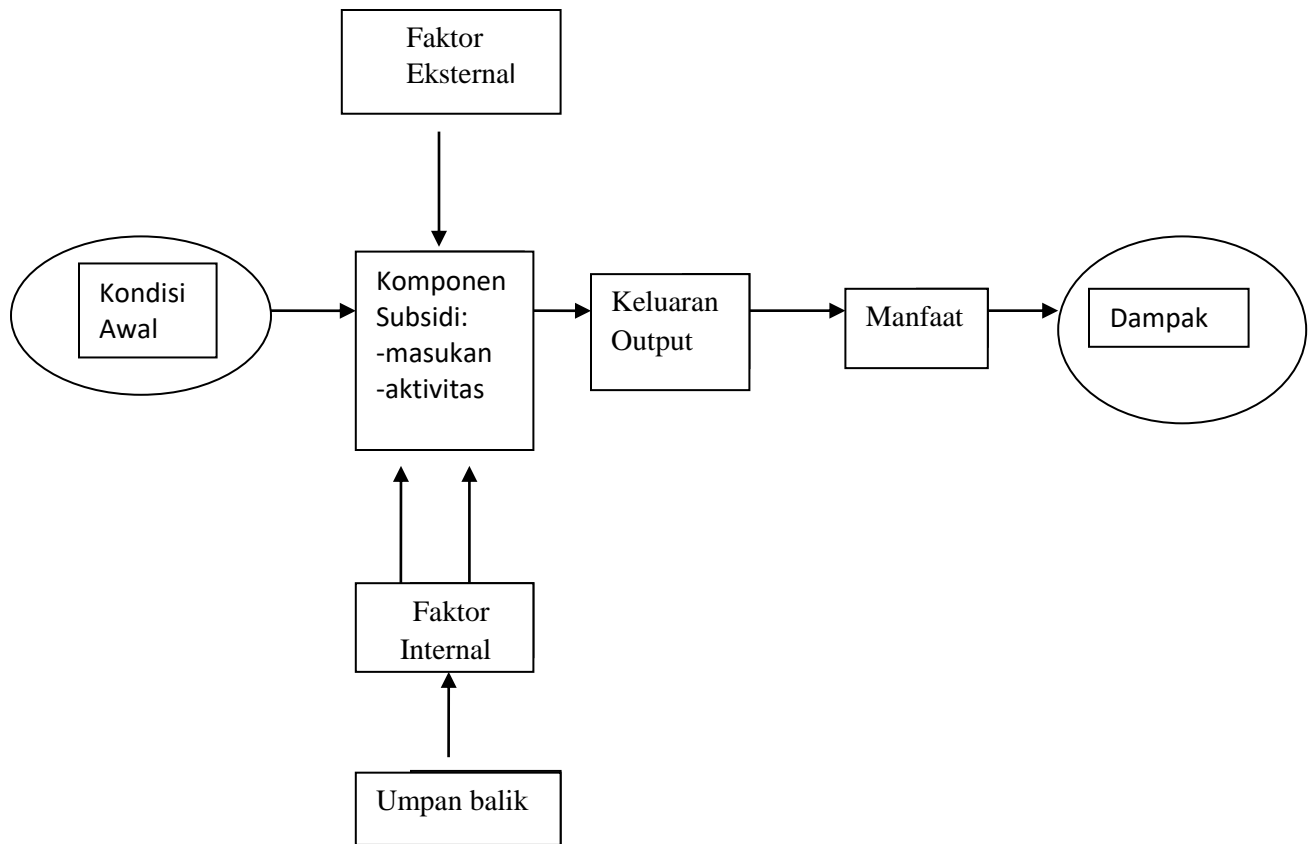 Faktor
Eksternal
Kondisi
Awal
Komponen
Subsidi:
-masukan
-aktivitas
Keluaran
Output
Manfaat
Dampak
Faktor
Internal
Umpan balik